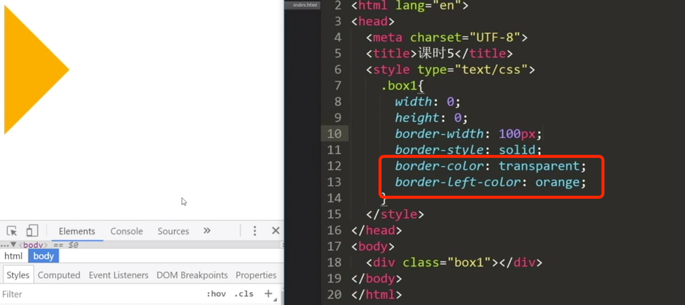 index.html
2 <html lang="en">
3 <head>
4 <meta charset="UTF-8">
5 <title>课时5</title>
6 <style type="text/css">
7 .box1{
8 width: 0;
9 height: 0;
10 border-width: 100px;
11 border-style: solid;
12 border-color: transparent;
13 border-left-color: orange;
14 }
15 </style>
16 </head>
17 <body>
18 <div class="box1"></div>
19 </body>
20 </html>
Elements Console Sources »
...▼<body> == $0
html body
Styles Computed Event Listeners DOM Breakpoints Properties
Filter :hov .cls +